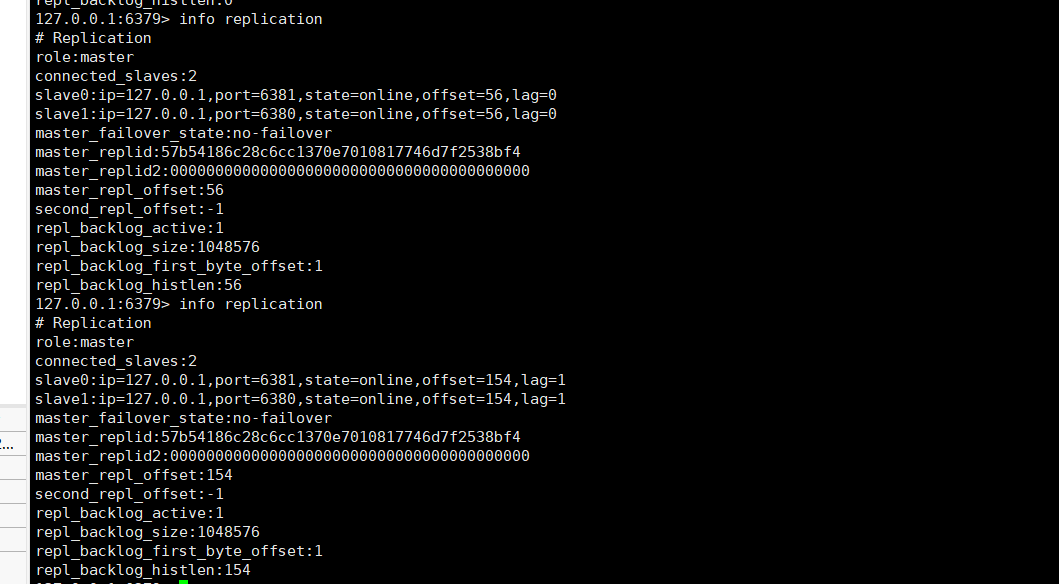 repl_backlog_histlen:0
127.0.0.1:6379> info replication
# Replication
role:master
connected_slaves:2
slave0:ip=127.0.0.1,port=6381,state=online,offset=56,lag=0
slave1:ip=127.0.0.1,port=6380,state=online,offset=56,lag=0
master_failover_state:no-failover
master_replid:57b54186c28c6cc1370e7010817746d7f2538bf4
master_replid2:0000000000000000000000000000000000000000
master_repl_offset:56
second_repl_offset:-1
repl_backlog_active:1
repl_backlog_size:1048576
repl_backlog_first_byte_offset:1
repl_backlog_histlen:56
127.0.0.1:6379> info replication
# Replication
role:master
connected_slaves:2
slave0:ip=127.0.0.1,port=6381,state=online,offset=154,lag=1
slave1:ip=127.0.0.1,port=6380,state=online,offset=154,lag=1
master_failover_state:no-failover
master_replid:57b54186c28c6cc1370e7010817746d7f2538bf4
master_replid2:0000000000000000000000000000000000000000
master_repl_offset:154
second_repl_offset:-1
repl_backlog_active:1
repl_backlog_size:1048576
repl_backlog_first_byte_offset:1
repl_backlog_histlen:154